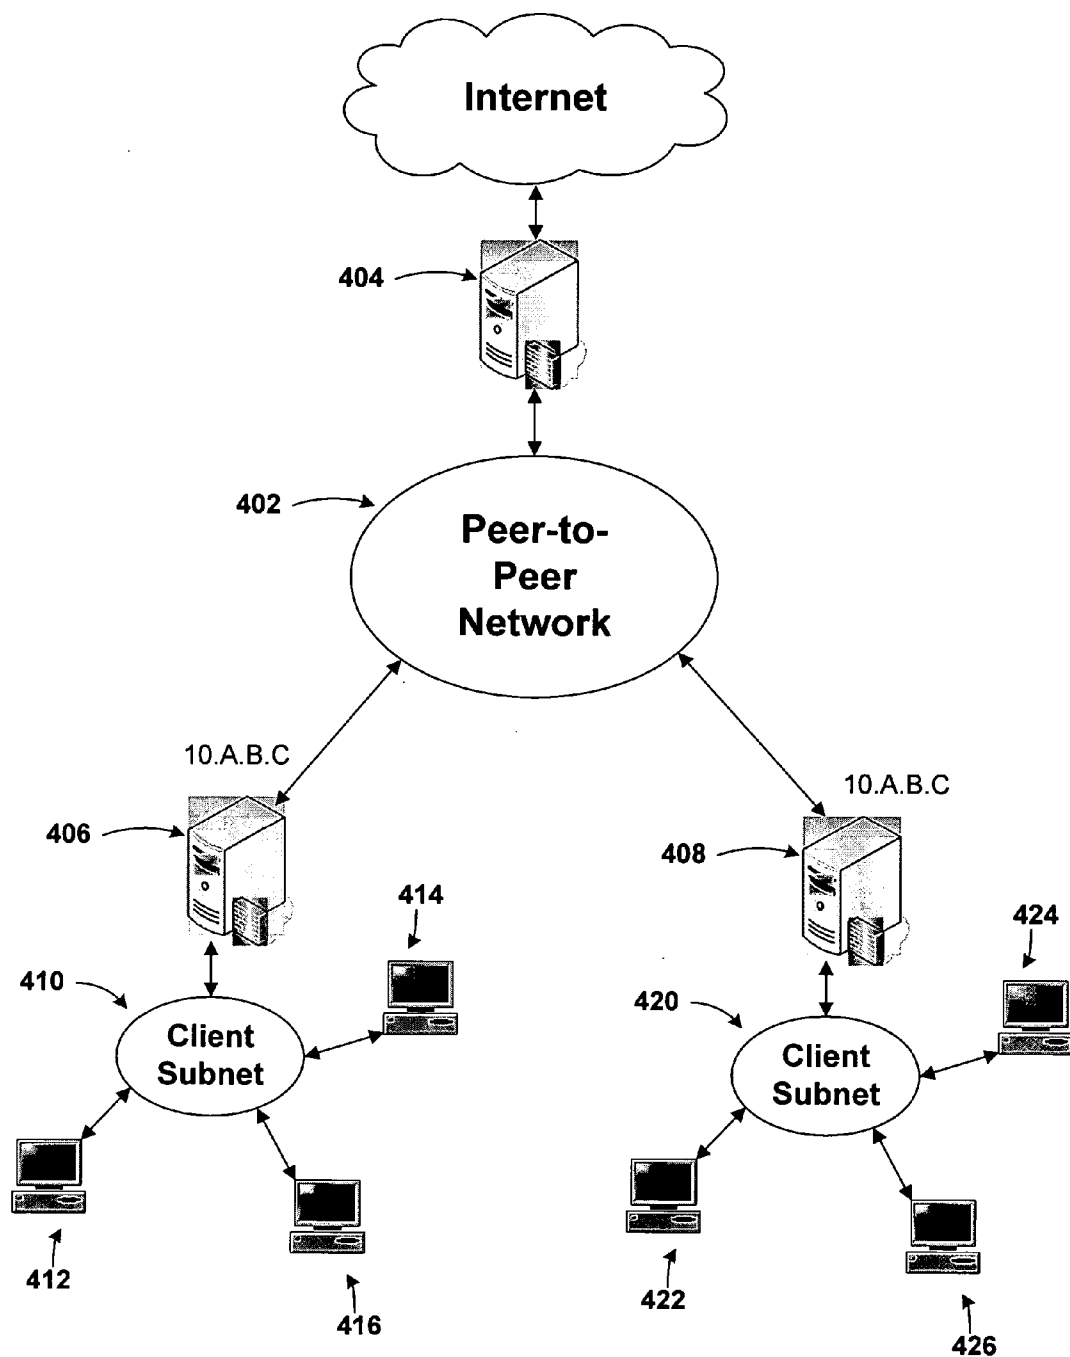 Internet
404
402
Peer-to-
Peer
Network
10.A.B.C
10.A.B.C
406
408
414
424
410
420
Client
Subnet
Client
Subnet
412
416
422
426